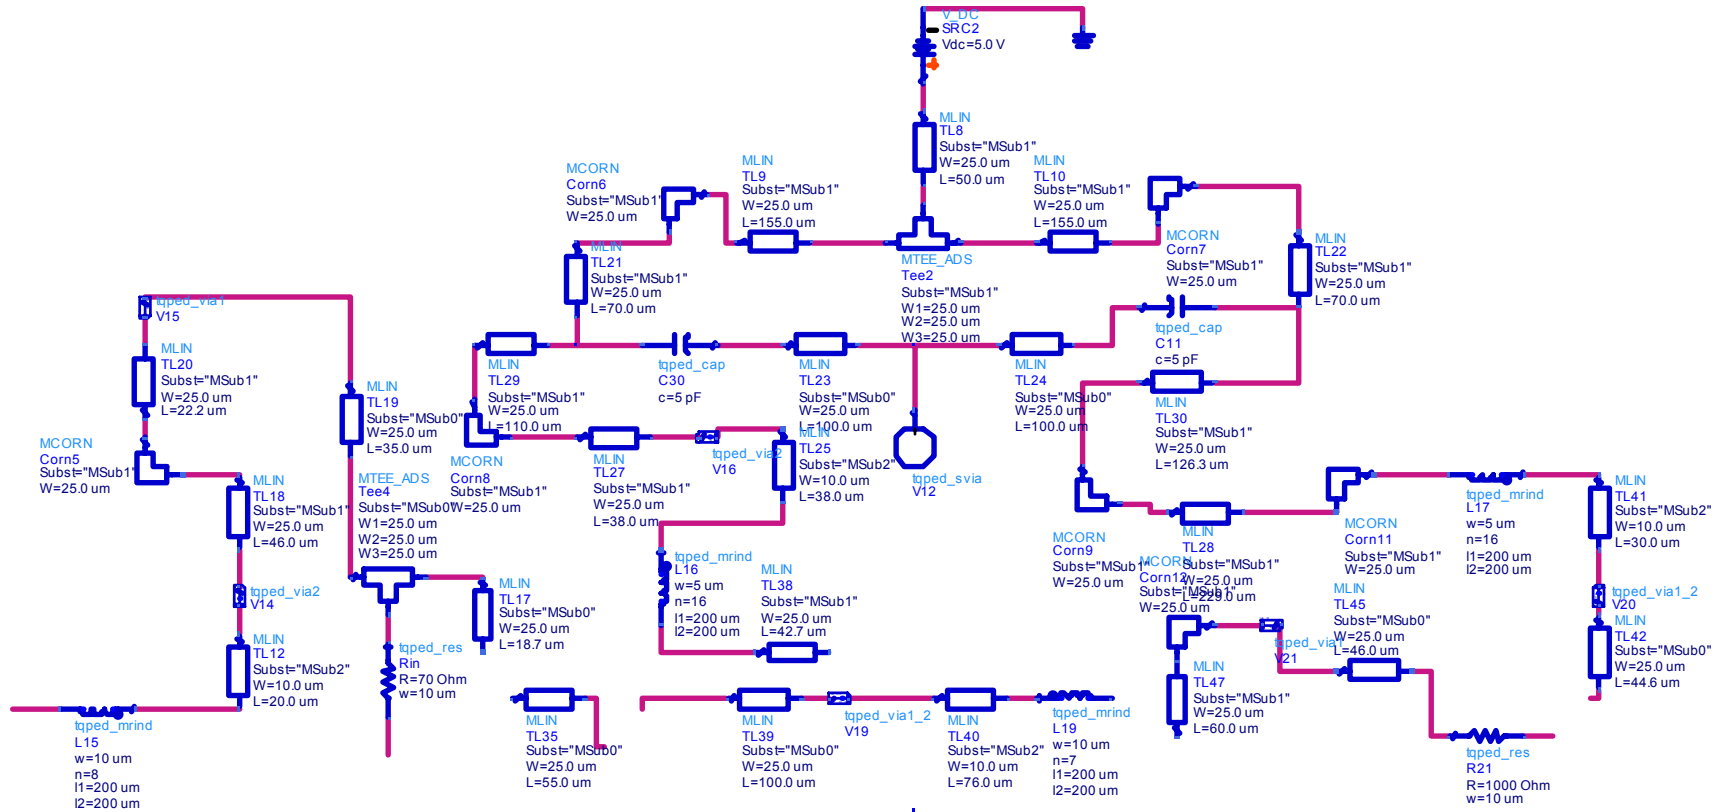 V_DC
SRC2
Vdc=5.0 V
MLIN
TL8
Subst="MSub1"
W=25.0 um
L=50.0 um
MCORN
Corn6
Subst="MSub1"
W=25.0 um
MLIN
TL9
Subst="MSub1"
W=25.0 um
L=155.0 um
MLIN
TL10
Subst="MSub1"
W=25.0 um
L=155.0 um
MCORN
Corn7
Subst="MSub1"
W=25.0 um
MLIN
TL22
Subst="MSub1"
W=25.0 um
L=70.0 um
MLIN
TL21
Subst="MSub1"
W=25.0 um
L=70.0 um
MTEE_ADS
Tee2
Subst="MSub1"
W1=25.0 um
W2=25.0 um
W3=25.0 um
tqped_via1
V15
MLIN
TL20
Subst="MSub1"
W=25.0 um
L=22.2 um
MLIN
TL19
Subst="MSub0"
W=25.0 um
L=35.0 um
MLIN
TL29
Subst="MSub1"
W=25.0 um
L=110.0 um
tqped_cap
C30
c=5 pF
MLIN
TL23
Subst="MSub0"
W=25.0 um
L=100.0 um
MLIN
TL24
Subst="MSub0"
W=25.0 um
L=100.0 um
tqped_cap
C11
c=5 pF
MLIN
TL30
Subst="MSub1"
W=25.0 um
L=126.3 um
MCORN
Corn5
Subst="MSub1"
W=25.0 um
MLIN
TL18
Subst="MSub1"
W=25.0 um
L=46.0 um
MTEE_ADS
Tee4
Subst="MSub0"
W1=25.0 um
W2=25.0 um
W3=25.0 um
MCORN
Corn8
Subst="MSub1"
W=25.0 um
MLIN
TL27
Subst="MSub1"
W=25.0 um
L=38.0 um
tqped_via2
V16
MLIN
TL25
Subst="MSub2"
W=10.0 um
L=38.0 um
tqped_svia
V12
tqped_mrind
L17
w=5 um
n=16
l1=200 um
l2=200 um
MLIN
TL41
Subst="MSub2"
W=10.0 um
L=30.0 um
MCORN
Corn9
Subst="MSub1"
W=25.0 um
MLIN
TL28
Subst="MSub1"
W=25.0 um
L=229.0 um
MCORN
Corn11
Subst="MSub1"
W=25.0 um
MCORN
Corn12
Subst="MSub1"
W=25.0 um
tqped_via2
V14
MLIN
TL12
Subst="MSub2"
W=10.0 um
L=20.0 um
MLIN
TL17
Subst="MSub0"
W=25.0 um
L=18.7 um
tqped_res
Rin
R=70 Ohm
w=10 um
tqped_mrind
L16
w=5 um
n=16
l1=200 um
l2=200 um
MLIN
TL38
Subst="MSub1"
W=25.0 um
L=42.7 um
tqped_via1
V21
MLIN
TL45
Subst="MSub0"
W=25.0 um
L=46.0 um
tqped_via1_2
V20
MLIN
TL42
Subst="MSub0"
W=25.0 um
L=44.6 um
MLIN
TL47
Subst="MSub1"
W=25.0 um
L=60.0 um
tqped_mrind
L15
w=10 um
n=8
l1=200 um
l2=200 um
MLIN
TL35
Subst="MSub0"
W=25.0 um
L=55.0 um
MLIN
TL39
Subst="MSub0"
W=25.0 um
L=100.0 um
tqped_via1_2
V19
MLIN
TL40
Subst="MSub2"
W=10.0 um
L=76.0 um
tqped_mrind
L19
w=10 um
n=7
l1=200 um
l2=200 um
tqped_res
R21
R=1000 Ohm
w=10 um